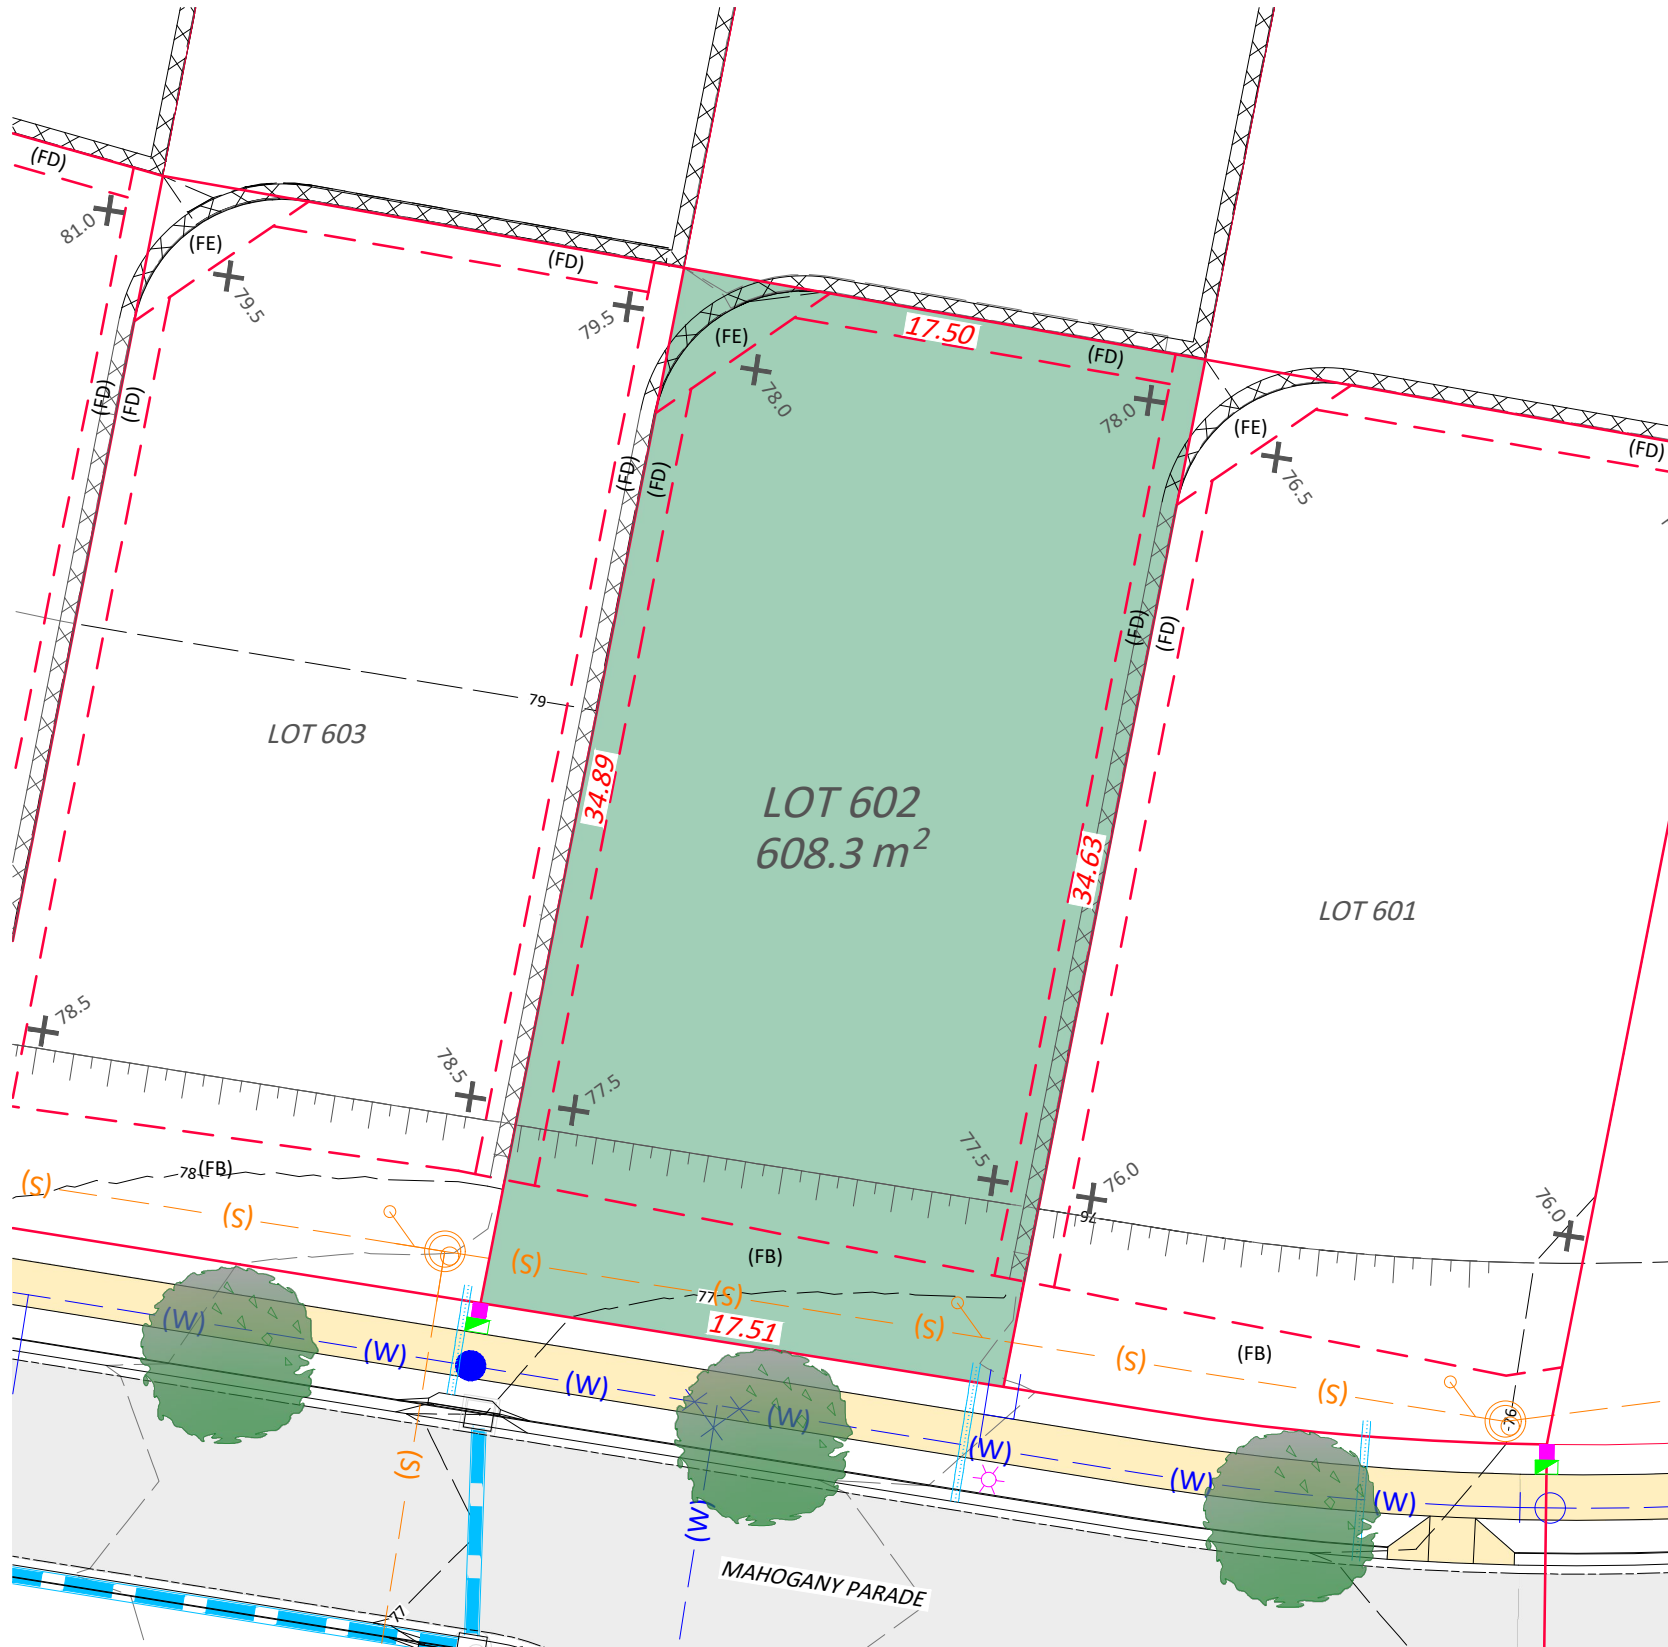 (FD)
81.0
(FE)
79.5
(FD)
79.5
(FD)
(FD)
(FE)
78.0
17.50
(FD)
78.0
(FD)
(FD)
(FE)
76.5
(FD)
(FD)
(FD)
79
LOT 603
34.89
LOT 602
608.3 m²
34.63
LOT 601
78.5
78.5
77.5
77.5
76.0
76
76.0
78
(FB)
(S)
(S)
(S)
(FB)
77
(S)
17.51
(S)
(FB)
(S)
(S)
76
(W)
(W)
(W)
(W)
(W)
(W)
(W)
(S)
(W)
MAHOGANY PARADE
77